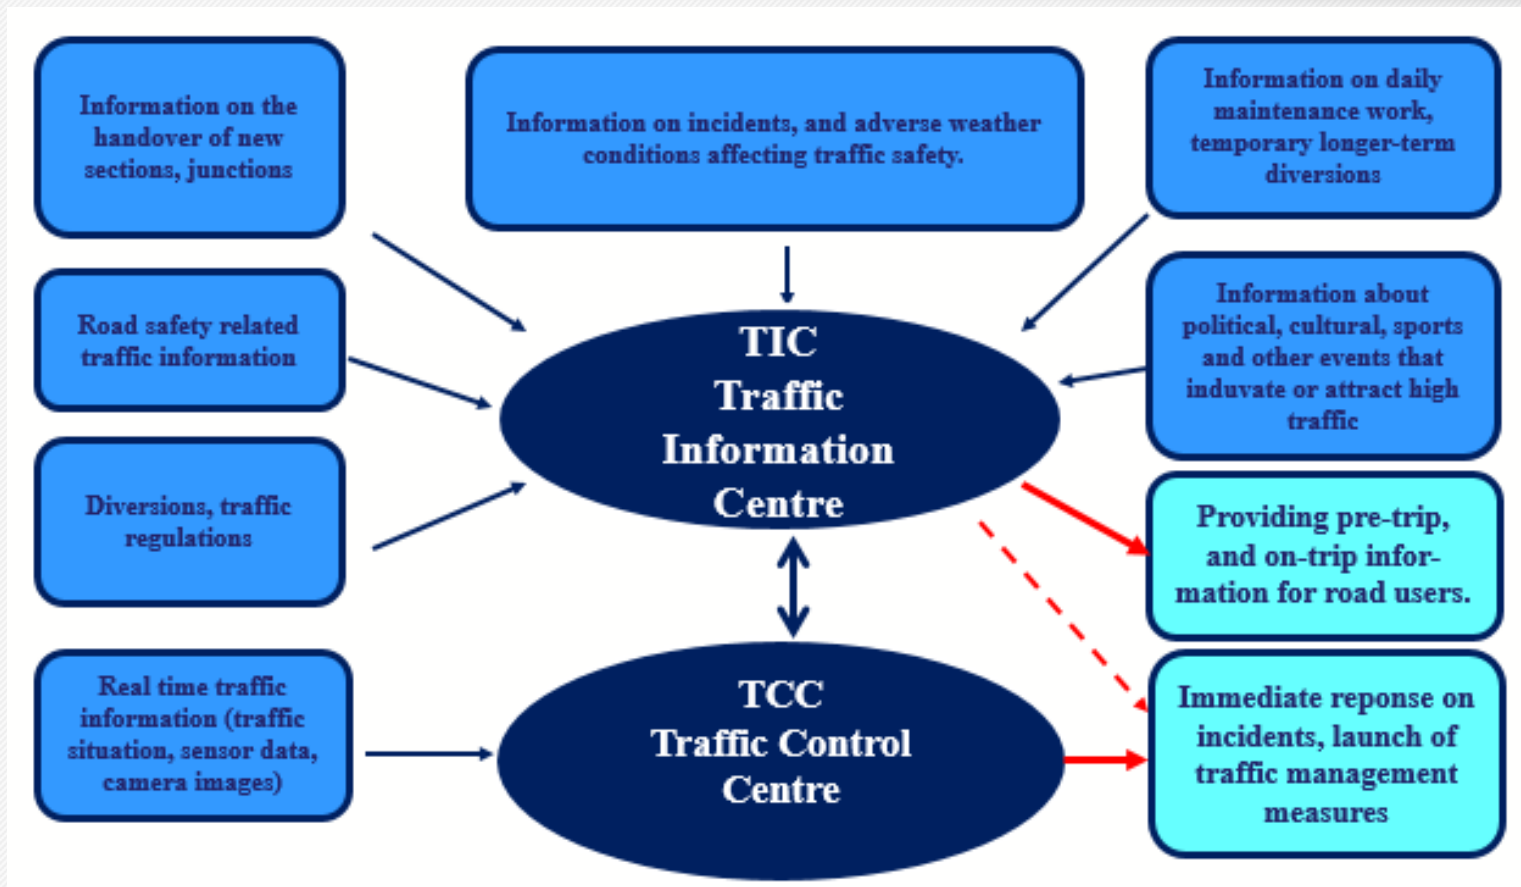 Information on the
handover of new
sections, junctions
Information on incidents, and adverse weather
conditions affecting traffic safety.
Information on daily
maintenance work,
temporary longer-term
diversions
Road safety related
traffic information
TIC
Traffic
Information
Centre
Information about
political, cultural, sports
and other events that
induvate or attract high
traffic
Diversions, traffic
regulations
Providing pre-trip,
and on-trip infor-
mation for road users.
Real time traffic
information (traffic
situation, sensor data,
camera images)
TCC
Traffic Control
Centre
Immediate reponse on
incidents, launch of
traffic management
measures